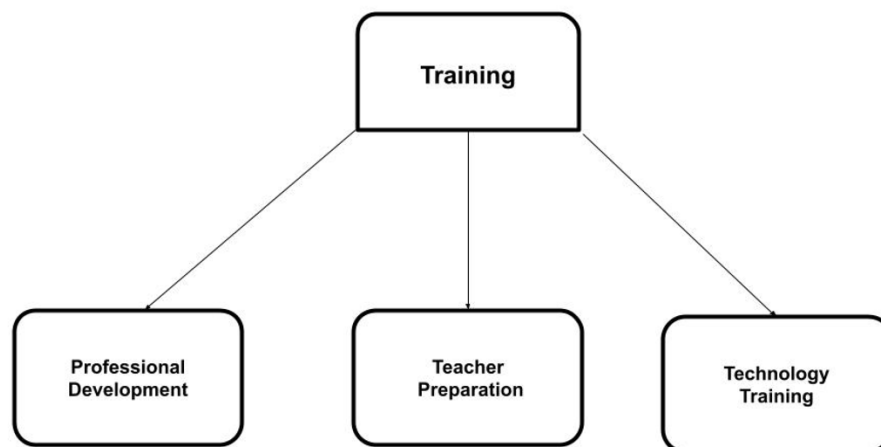 Training
Professional
Development
Teacher
Preparation
Technology
Training